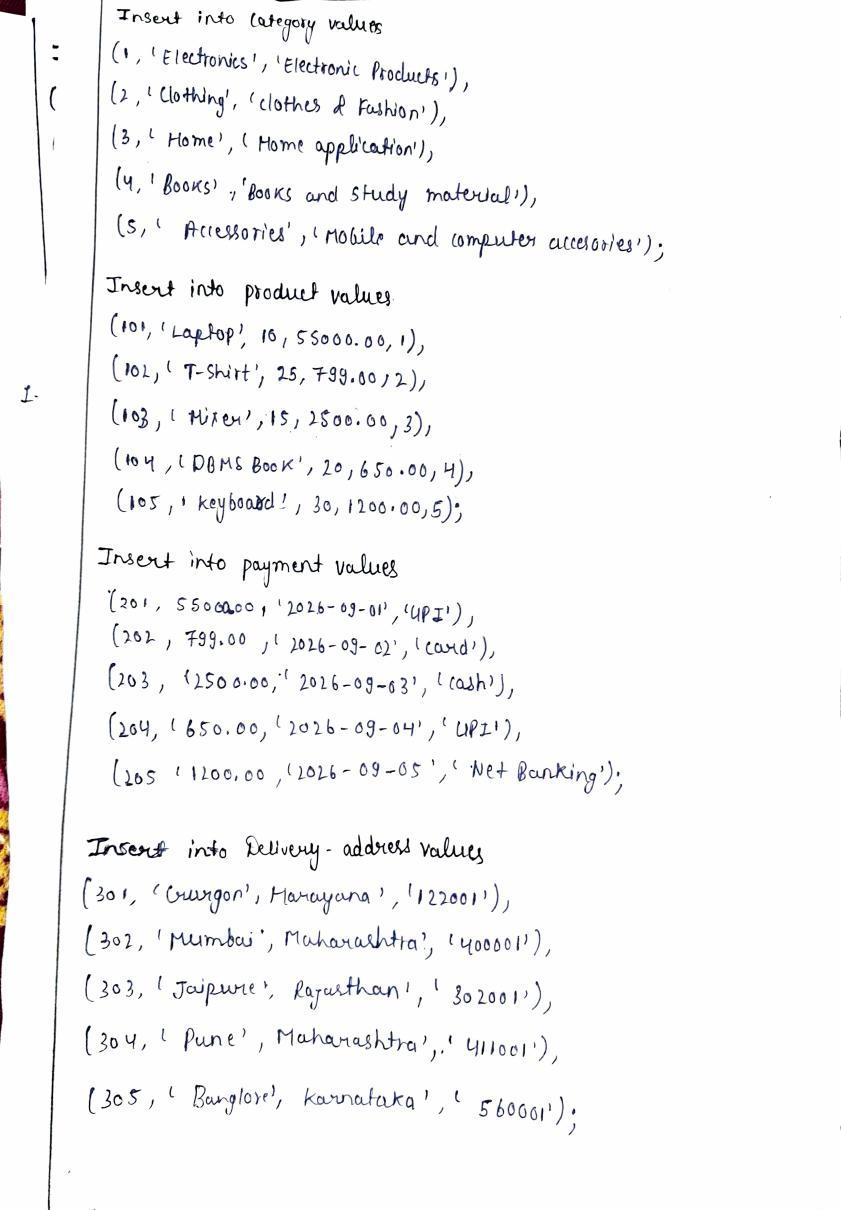 Insert into Category values
(1, 'Electronics', 'Electronic Products'),
(2, 'Clothing', 'clothes & Fashion'),
(3, 'Home', 'Home application'),
(4, 'Books', 'Books and study material'),
(5, 'Accessories', 'Mobile and computer accesories');
Insert into product values
(101, 'Laptop', 10, 55000.00, 1),
(102, 'T-Shirt', 25, 799.00, 2),
1.
(103, 'Mixer', 15, 2500.00, 3),
(104, 'DBMS Book', 20, 650.00, 4),
(105, 'Keyboard', 30, 1200.00, 5);
Insert into payment values
(201, 55000.00, '2026-09-01', 'UPI'),
(202, 799.00, '2026-09-02', 'card'),
(203, '2500.00, '2026-09-03', 'cash'),
(204, '650.00, '2026-09-04', 'UPI'),
(205 '1200.00, '2026-09-05', 'Net Banking');
Insert into Delivery-address values
(301, 'Gurgon', Harayana', '122001'),
(302, 'Mumbai', Maharashtra', '400001'),
(303, 'Jaipure', Rajasthan', '302001'),
(304, 'Pune', Maharashtra', '411001'),
(305, 'Banglore', Karnataka', '560001');